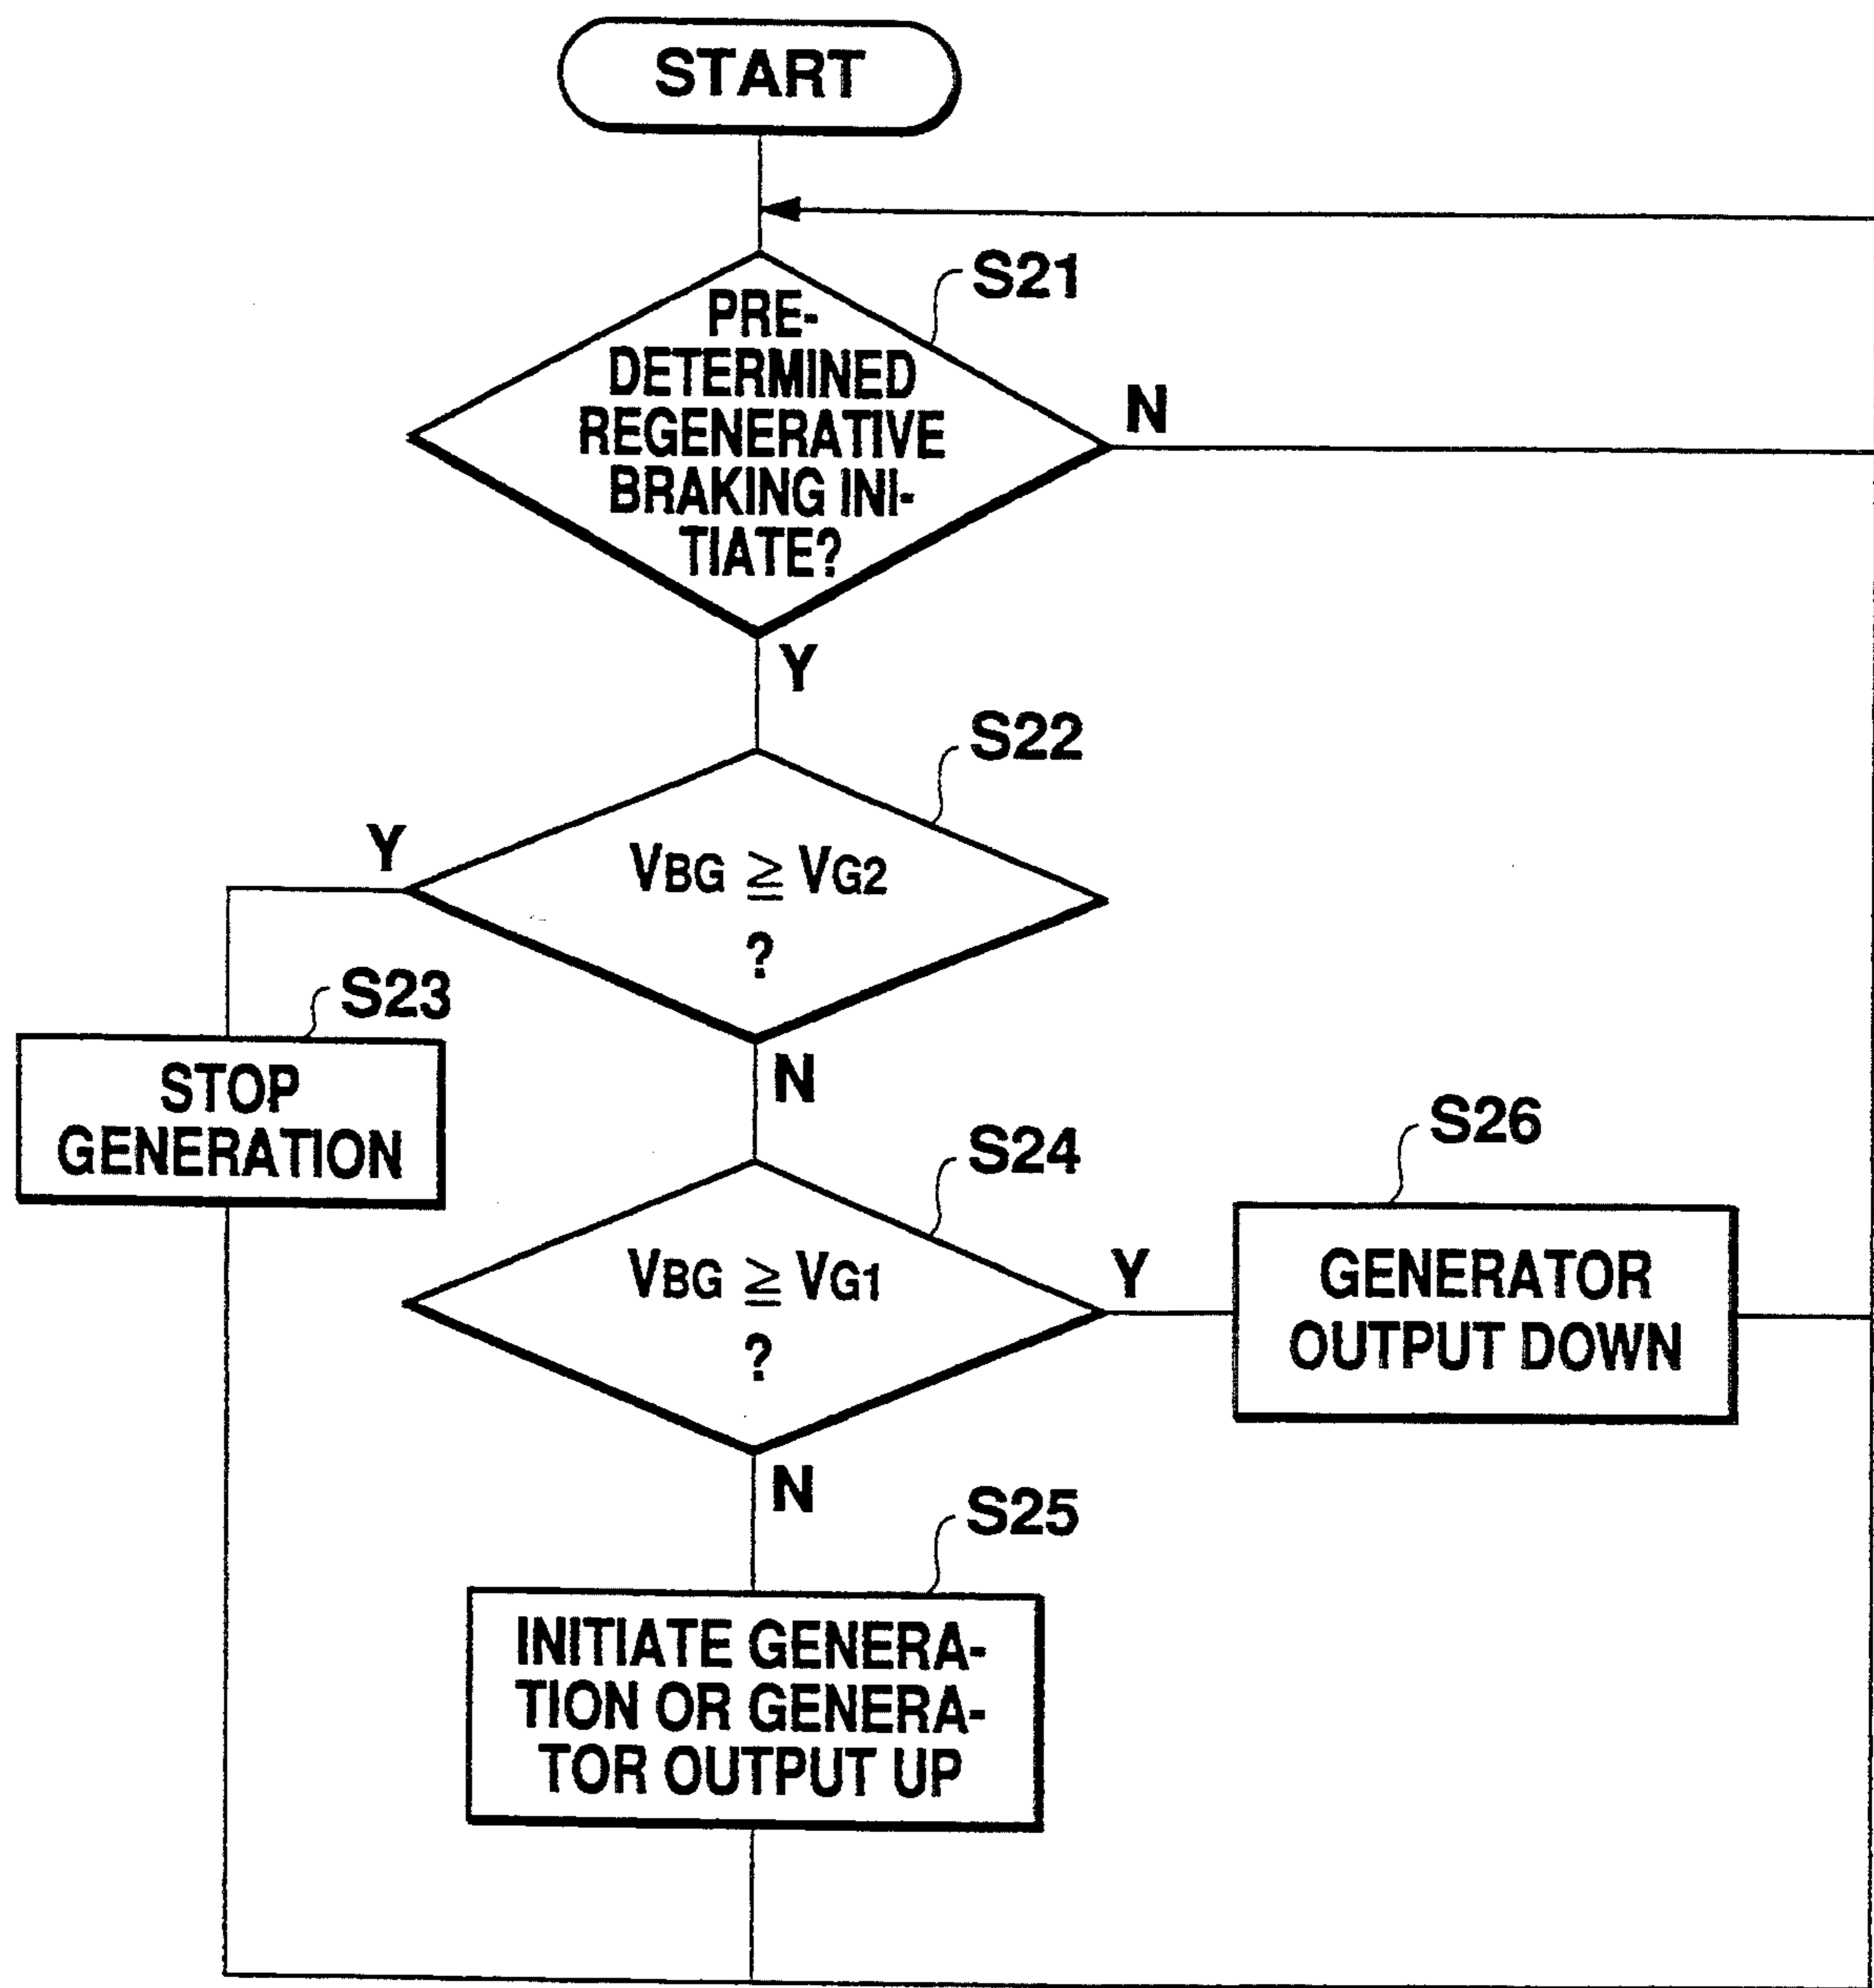 START
S21
PRE-
DETERMINED
REGENERATIVE
BRAKING INI-
TIATE?
N
Y
S22
Y
VBG ≧ VG2
?
S23
STOP
GENERATION
N
S24
S26
VBG ≧ VG1
?
Y
GENERATOR
OUTPUT DOWN
N
S25
INITIATE GENERA-
TION OR GENERA-
TOR OUTPUT UP